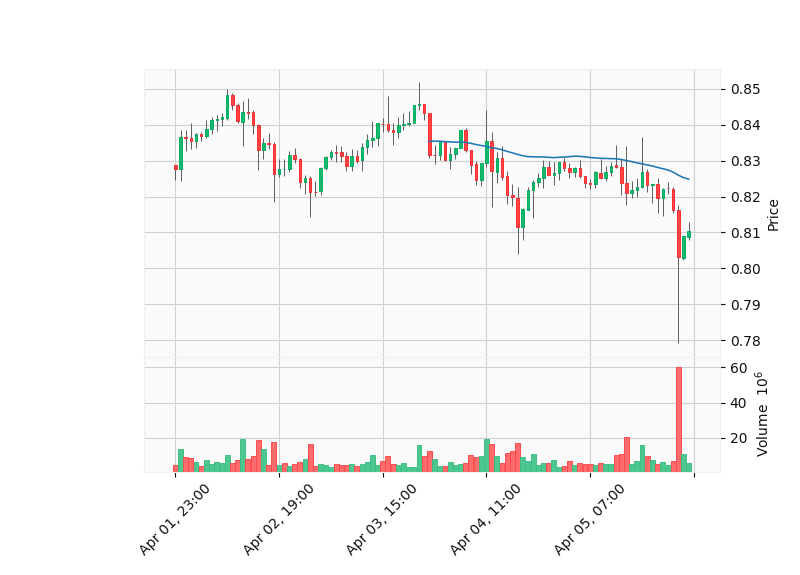 0.85
0.84
0.83
0.82
0.81
0.80
0.79
0.78
Price
60
40
20
Volume 10^6
Apr 01, 23:00
Apr 02, 19:00
Apr 03, 15:00
Apr 04, 11:00
Apr 05, 07:00